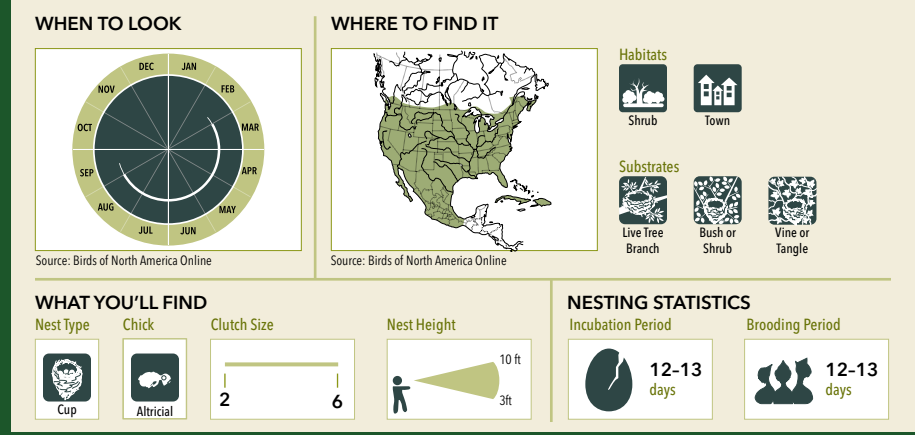 WHEN TO LOOK
DEC
JAN
NOV
FEB
OCT
MAR
SEP
APR
AUG
MAY
JUL
JUN
Source: Birds of North America Online
WHERE TO FIND IT
Source: Birds of North America Online
Habitats
Shrub
Town
Substrates
Live Tree
Branch
Bush or
Shrub
Vine or
Tangle
WHAT YOU'LL FIND
Nest Type
Cup
Chick
Altricial
Clutch Size
2
6
Nest Height
10 ft
3ft
NESTING STATISTICS
Incubation Period
12–13
days
Brooding Period
12–13
days